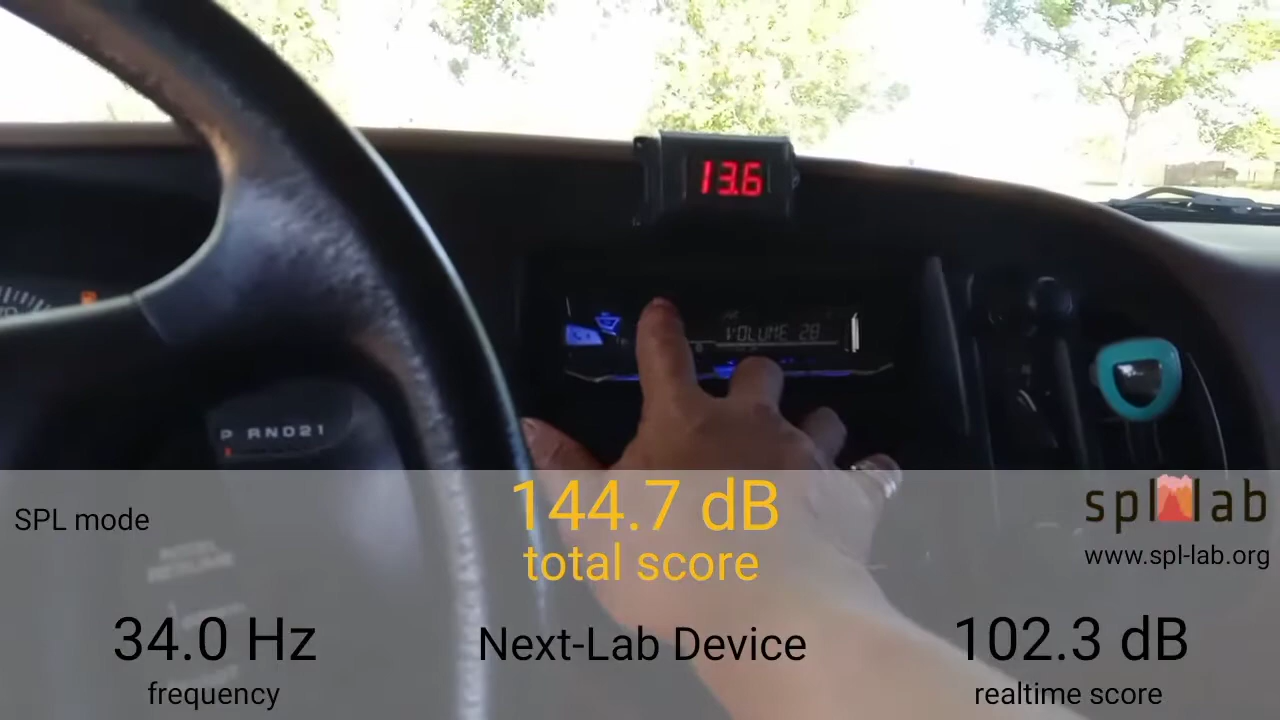 13.6
VOLUME 28
P RND21
144.7 dB
total score
SPL mode
spl lab
www.spl-lab.org
34.0 Hz
frequency
Next-Lab Device
102.3 dB
realtime score